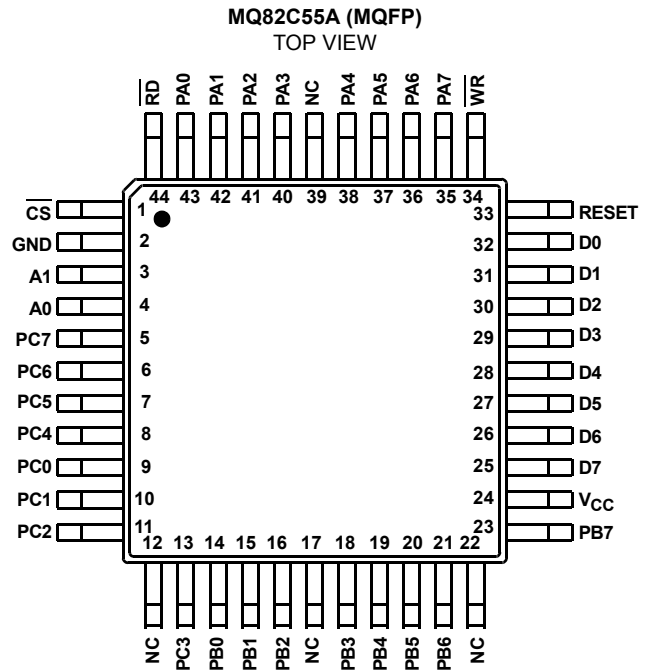 MQ82C55A (MQFP)
TOP VIEW
RD PA0 PA1 PA2 PA3 NC PA4 PA5 PA6 PA7 WR
44 43 42 41 40 39 38 37 36 35 34
CS 1 33 RESET
GND 2 32 D0
A1 3 31 D1
A0 4 30 D2
PC7 5 29 D3
PC6 6 28 D4
PC5 7 27 D5
PC4 8 26 D6
PC0 9 25 D7
PC1 10 24 VCC
PC2 11 23 PB7
12 13 14 15 16 17 18 19 20 21 22
NC PC3 PB0 PB1 PB2 NC PB3 PB4 PB5 PB6 NC